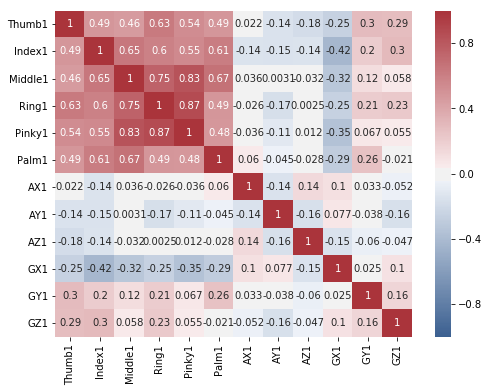 Thumb1 1 0.49 0.46 0.63 0.54 0.49 0.022 -0.14 -0.18 -0.25 0.3 0.29
Index1 0.49 1 0.65 0.6 0.55 0.61 -0.14 -0.15 -0.14 -0.42 0.2 0.3
Middle1 0.46 0.65 1 0.75 0.83 0.67 0.036 0.0031 -0.032 -0.32 0.12 0.058
Ring1 0.63 0.6 0.75 1 0.87 0.49 -0.026 -0.17 0.0025 -0.25 0.21 0.23
Pinky1 0.54 0.55 0.83 0.87 1 0.48 -0.036 -0.11 0.012 -0.35 0.067 0.055
Palm1 0.49 0.61 0.67 0.49 0.48 1 0.06 -0.045 -0.028 -0.29 0.26 -0.021
AX1 0.022 -0.14 0.036 -0.026 -0.036 0.06 1 -0.14 0.14 0.1 0.033 -0.052
AY1 -0.14 -0.15 0.0031 -0.17 -0.11 -0.045 -0.14 1 -0.16 0.077 -0.038 -0.16
AZ1 -0.18 -0.14 -0.032 0.0025 0.012 -0.028 0.14 -0.16 1 -0.15 -0.06 -0.047
GX1 -0.25 -0.42 -0.32 -0.25 -0.35 -0.29 0.1 0.077 -0.15 1 0.025 0.1
GY1 0.3 0.2 0.12 0.21 0.067 0.26 0.033 -0.038 -0.06 0.025 1 0.16
GZ1 0.29 0.3 0.058 0.23 0.055 -0.021 -0.052 -0.16 -0.047 0.1 0.16 1
Thumb1 Index1 Middle1 Ring1 Pinky1 Palm1 AX1 AY1 AZ1 GX1 GY1 GZ1
0.8
0.4
0.0
-0.4
-0.8